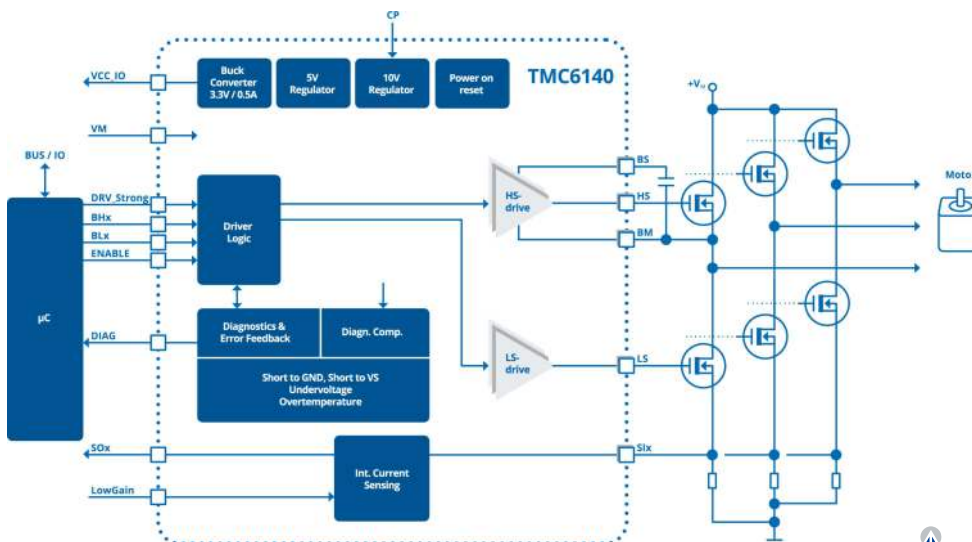 CP
VCC_IO
Buck
Converter
3.3V / 0.5A
5V
Regulator
10V
Regulator
Power on
reset
TMC6140
VM
BUS / IO
DRV_Strong
BHx
BLx
ENABLE
µC
Driver
Logic
HS-
drive
BS
HS
BM
Moto
DIAG
Diagnostics &
Error Feedback
Diagn. Comp.
Short to GND, Short to VS
Undervoltage
Overtemperature
LS-
drive
LS
SOx
Int. Current
Sensing
SIx
LowGain